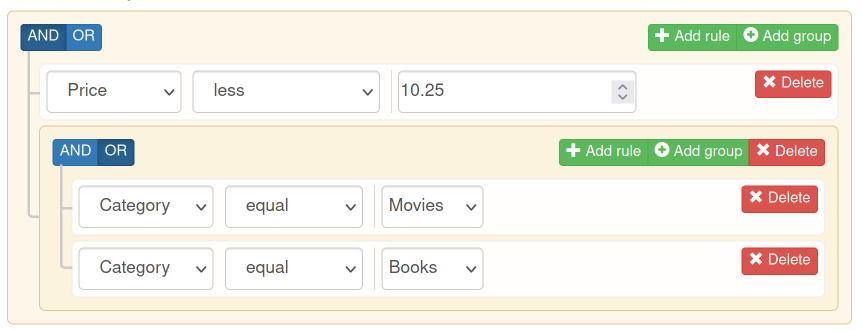 AND OR Add rule Add group
Price less 10.25 Delete
AND OR Add rule Add group Delete
Category equal Movies Delete
Category equal Books Delete